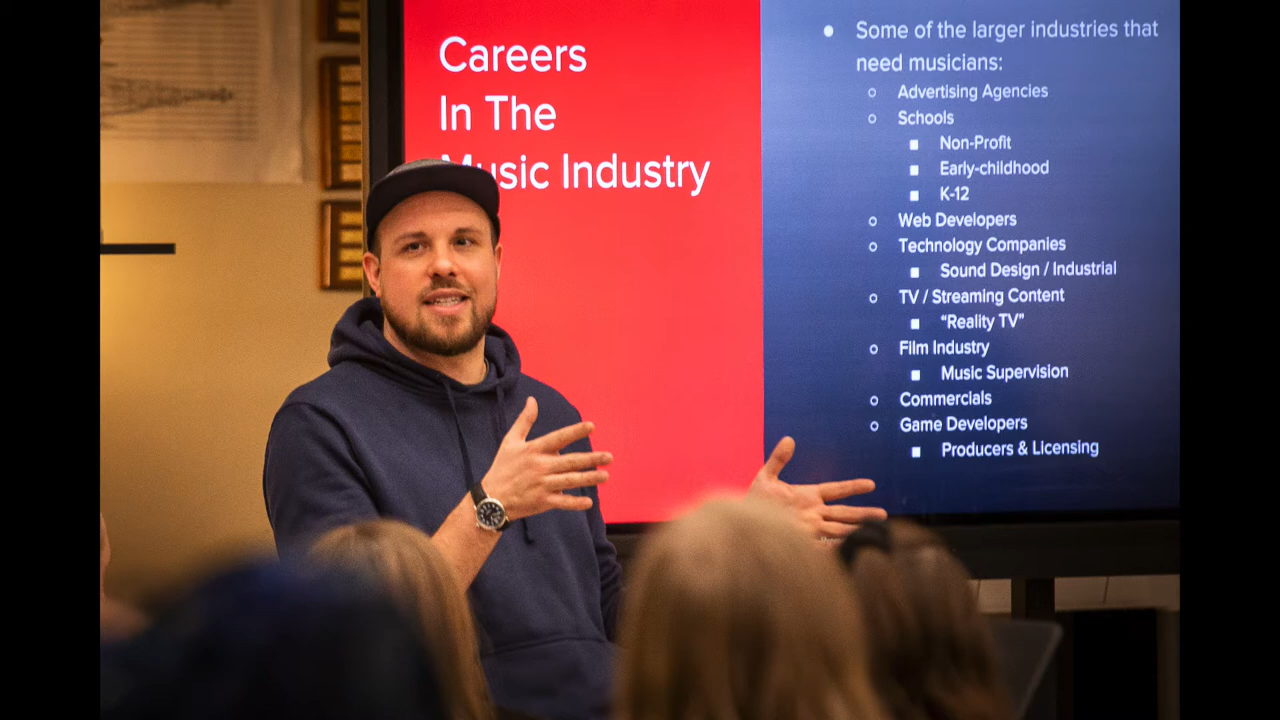 Careers
In The
Music Industry
Some of the larger industries that
need musicians:
Advertising Agencies
Schools
Non-Profit
Early-childhood
K-12
Web Developers
Technology Companies
Sound Design / Industrial
TV / Streaming Content
“Reality TV”
Film Industry
Music Supervision
Commercials
Game Developers
Producers & Licensing